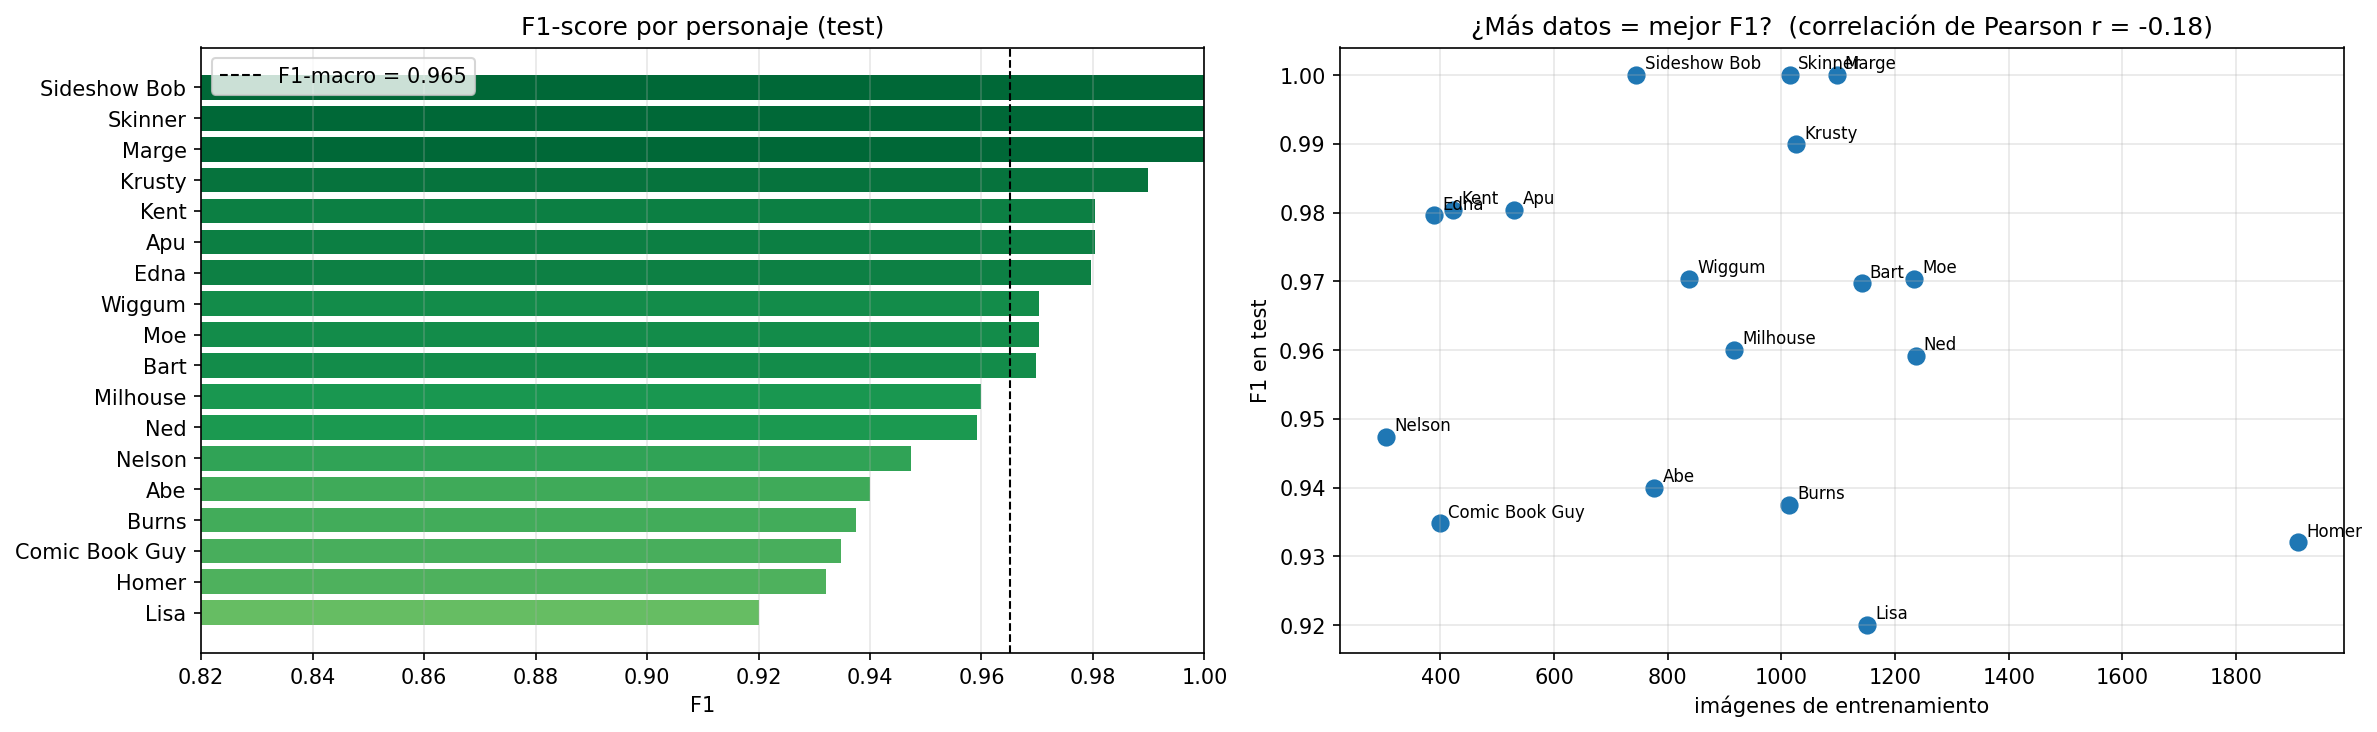 F1-score por personaje (test)
F1-macro = 0.965
Sideshow Bob
Skinner
Marge
Krusty
Kent
Apu
Edna
Wiggum
Moe
Bart
Milhouse
Ned
Nelson
Abe
Burns
Comic Book Guy
Homer
Lisa
0.82 0.84 0.86 0.88 0.90 0.92 0.94 0.96 0.98 1.00
F1
¿Más datos = mejor F1?  (correlación de Pearson r = -0.18)
F1 en test
1.00
0.99
0.98
0.97
0.96
0.95
0.94
0.93
0.92
Sideshow Bob
Skinner
Marge
Krusty
Kent
Apu
Edna
Wiggum
Bart
Moe
Milhouse
Ned
Nelson
Abe
Burns
Comic Book Guy
Homer
Lisa
400 600 800 1000 1200 1400 1600 1800
imágenes de entrenamiento